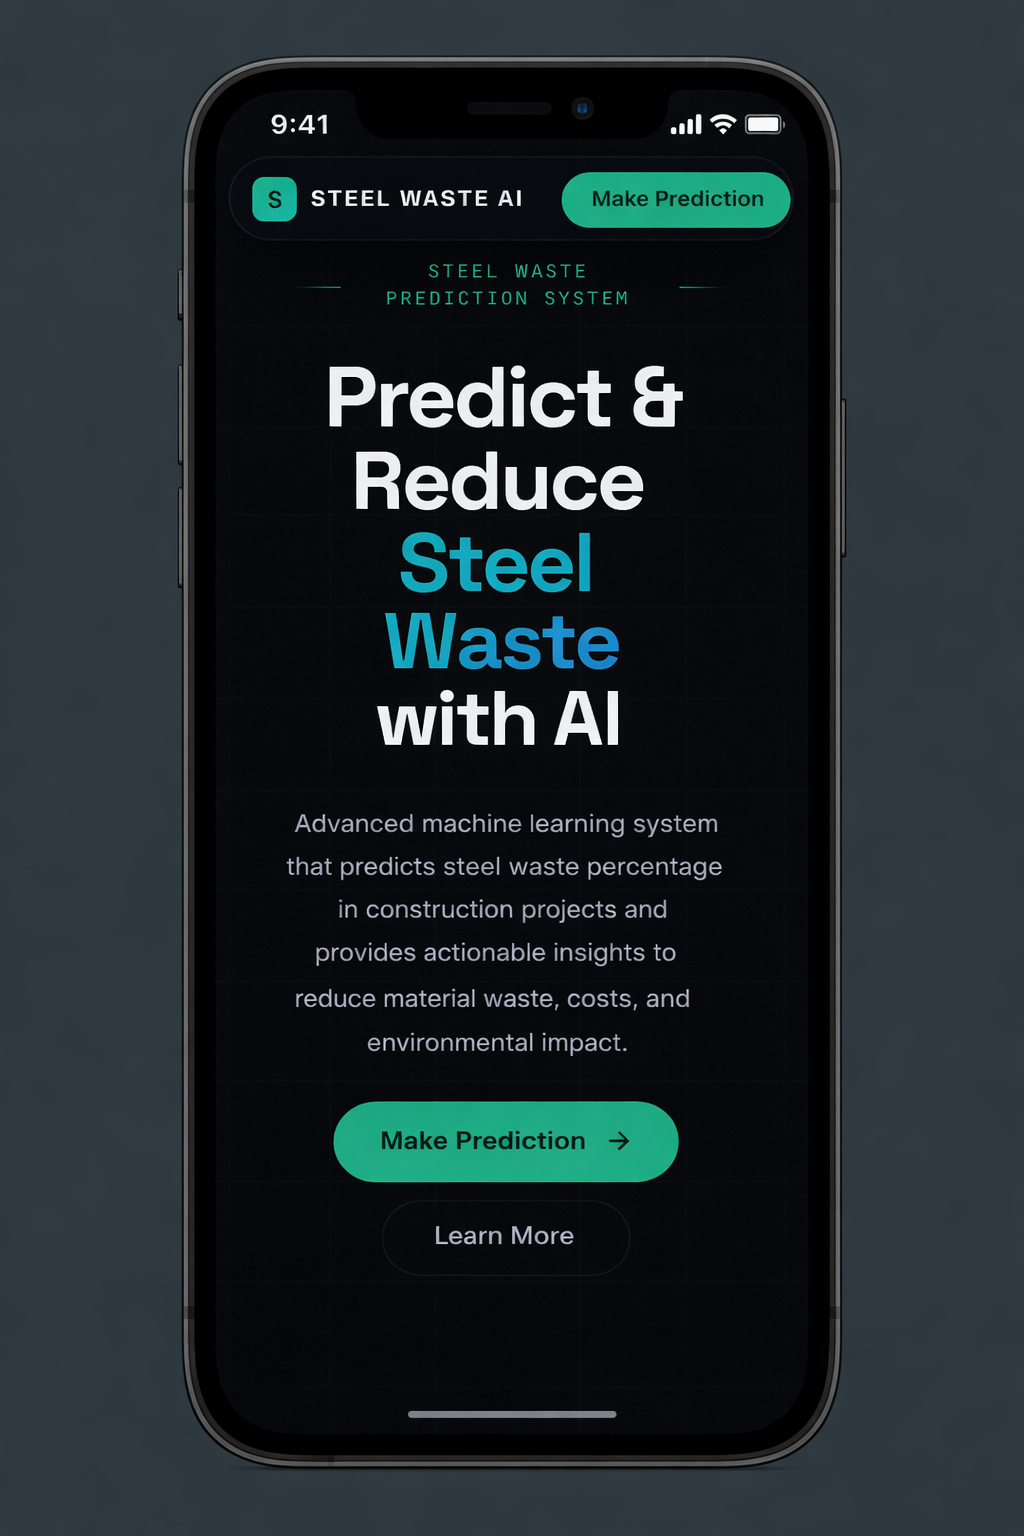 9:41
S STEEL WASTE AI Make Prediction
STEEL WASTE
PREDICTION SYSTEM
Predict &
Reduce
Steel
Waste
with AI
Advanced machine learning system
that predicts steel waste percentage
in construction projects and
provides actionable insights to
reduce material waste, costs, and
environmental impact.
Make Prediction →
Learn More